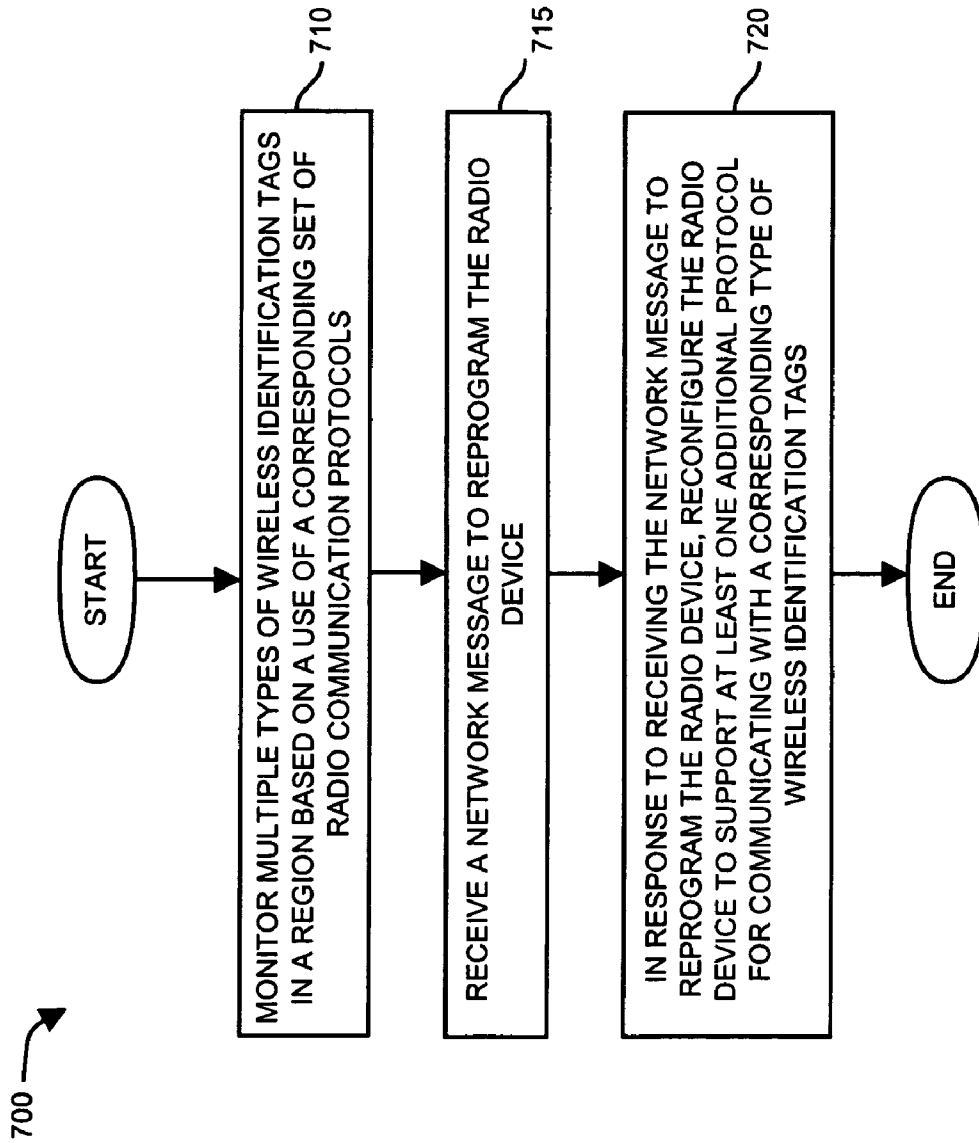 700
START
MONITOR MULTIPLE TYPES OF WIRELESS IDENTIFICATION TAGS
IN A REGION BASED ON A USE OF A CORRESPONDING SET OF
RADIO COMMUNICATION PROTOCOLS
710
RECEIVE A NETWORK MESSAGE TO REPROGRAM THE RADIO
DEVICE
715
IN RESPONSE TO RECEIVING THE NETWORK MESSAGE TO
REPROGRAM THE RADIO DEVICE, RECONFIGURE THE RADIO
DEVICE TO SUPPORT AT LEAST ONE ADDITIONAL PROTOCOL
FOR COMMUNICATING WITH A CORRESPONDING TYPE OF
WIRELESS IDENTIFICATION TAGS
720
END